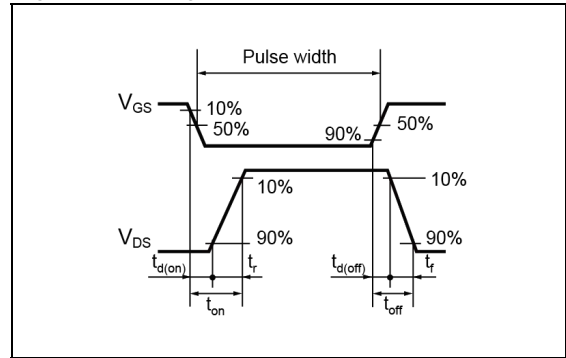 Pulse width
VGS
10%
50%
90%
50%
10%
10%
VDS
90%
90%
td(on)
tr
td(off)
tf
ton
toff